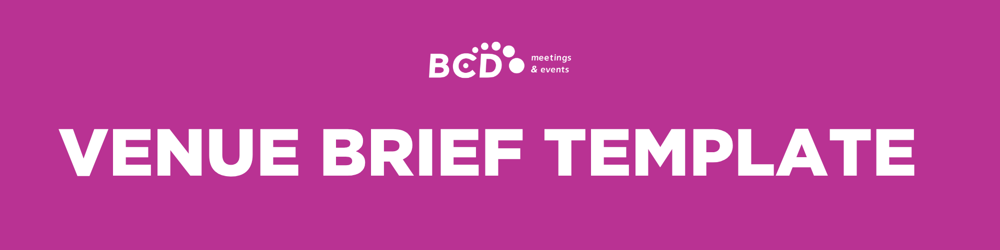 BCD meetings
& events
VENUE BRIEF TEMPLATE